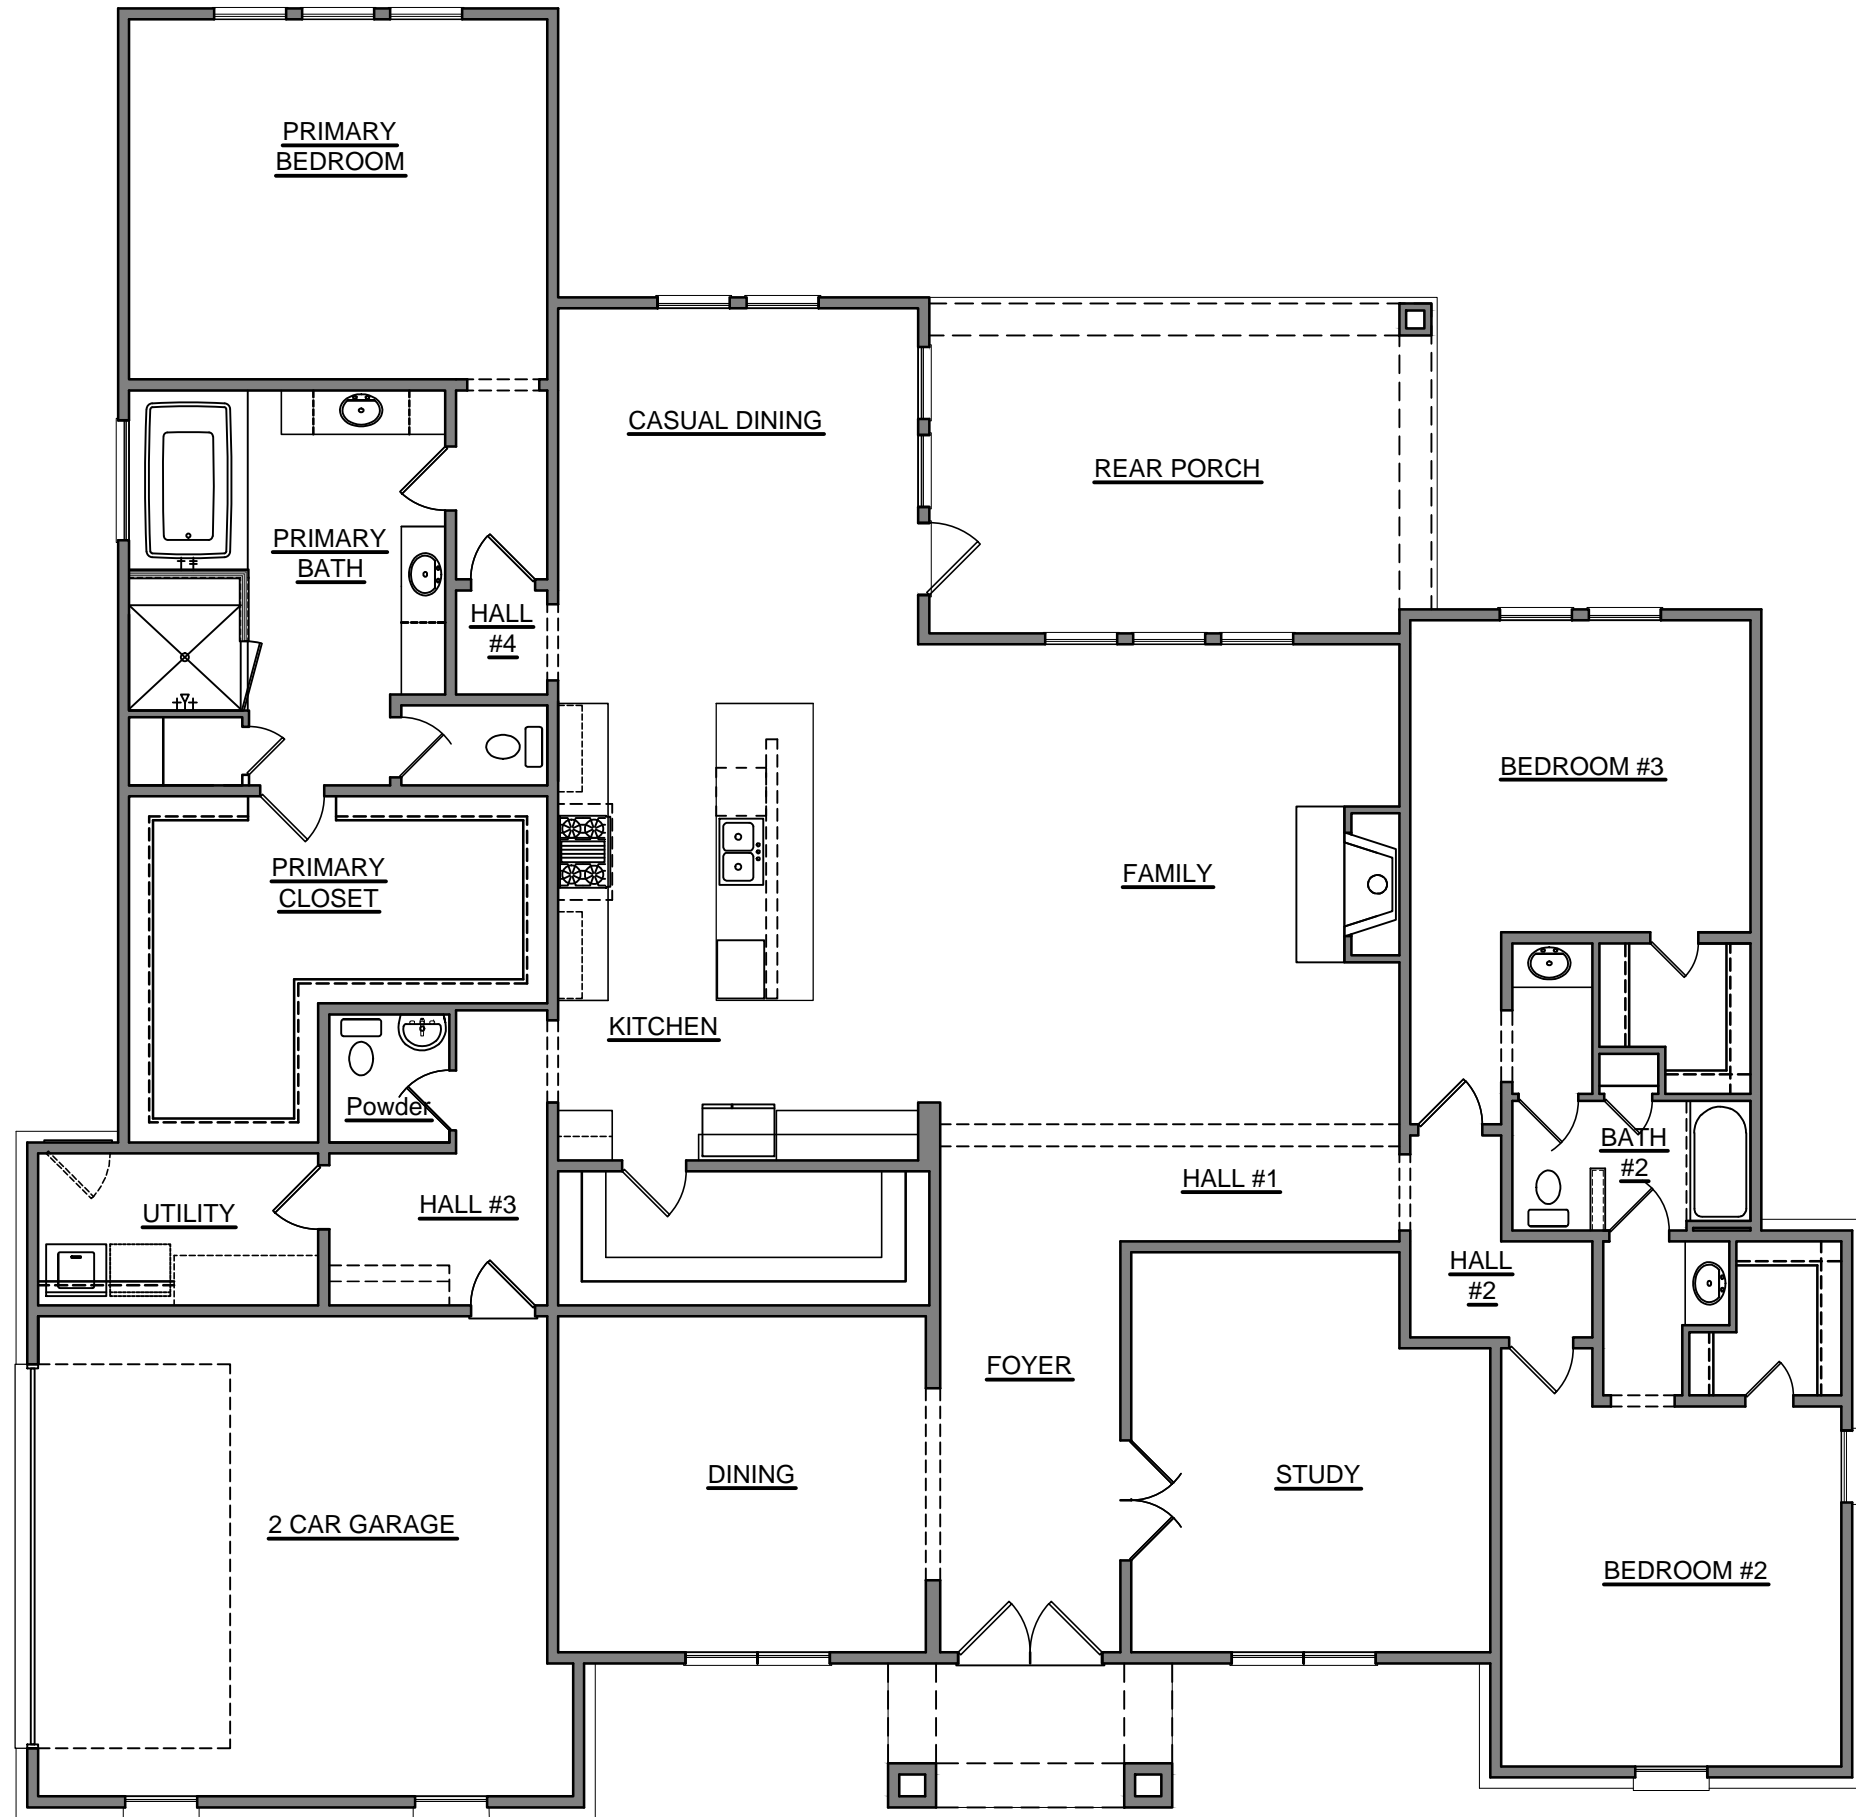 PRIMARY
BEDROOM
CASUAL DINING
REAR PORCH
PRIMARY
BATH
HALL
#4
BEDROOM #3
PRIMARY
CLOSET
FAMILY
KITCHEN
Powder
BATH
#2
HALL #1
HALL #3
UTILITY
HALL
#2
FOYER
DINING
STUDY
2 CAR GARAGE
BEDROOM #2